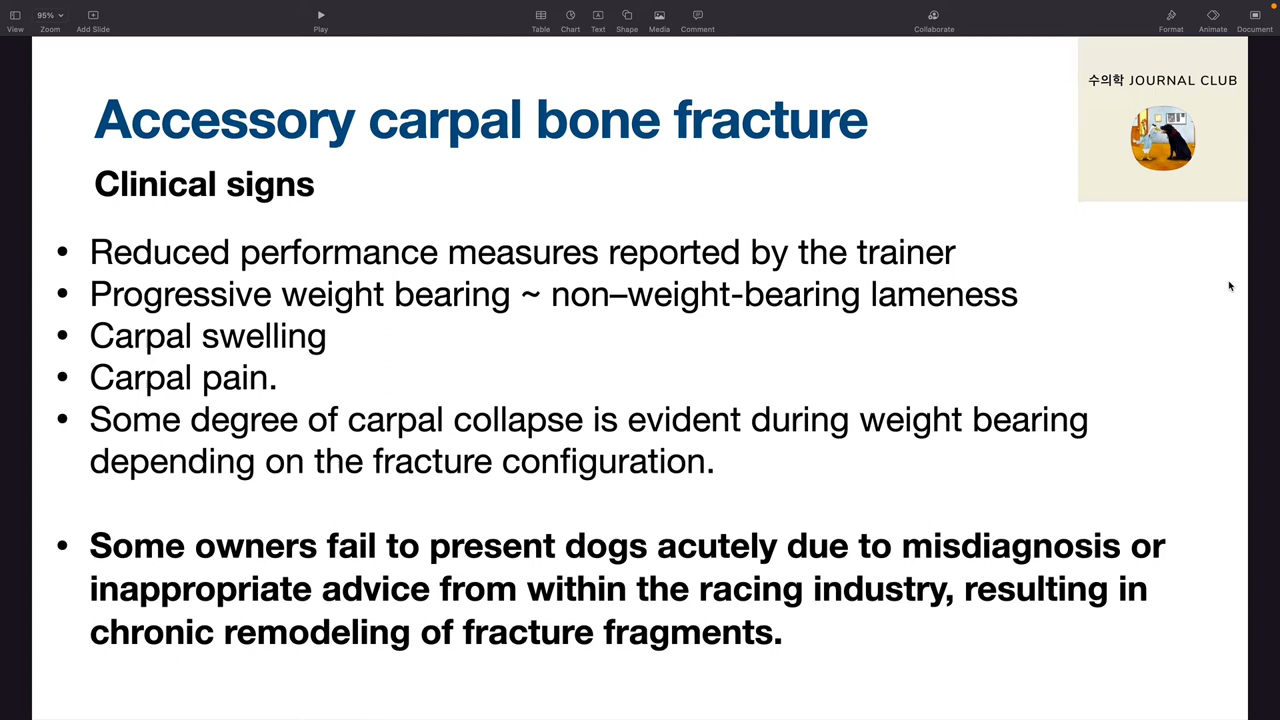 95%
View
Zoom
Add Slide
Play
Table
Chart
Text
Shape
Media
Comment
Collaborate
Format
Animate
Document
수의학 JOURNAL CLUB
Accessory carpal bone fracture
Clinical signs
• Reduced performance measures reported by the trainer
• Progressive weight bearing ~ non–weight-bearing lameness
• Carpal swelling
• Carpal pain.
• Some degree of carpal collapse is evident during weight bearing
depending on the fracture configuration.
• Some owners fail to present dogs acutely due to misdiagnosis or
inappropriate advice from within the racing industry, resulting in
chronic remodeling of fracture fragments.